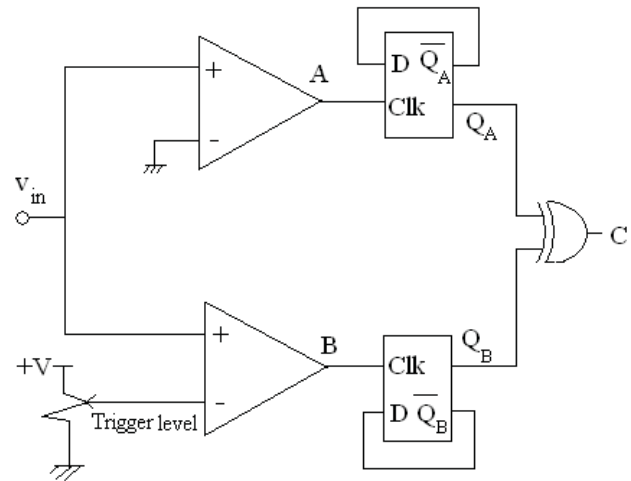 A
D Q̅A
+
Clk
QA
-
vin
C
QB
B
+
Clk
+V
-
D Q̅B
Trigger level